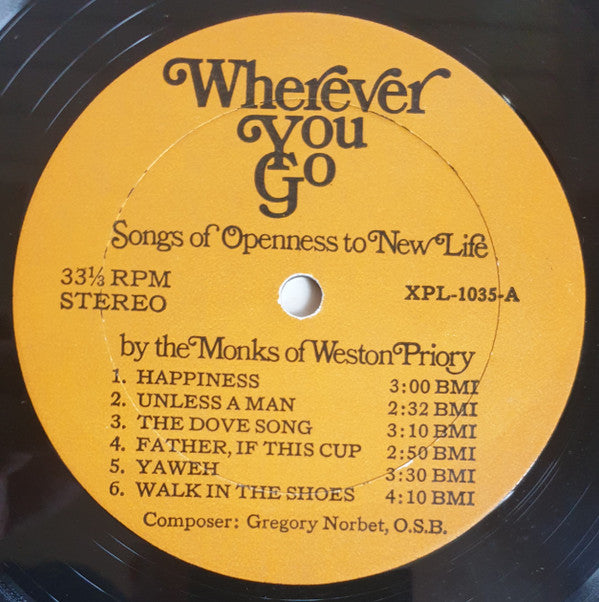 Wherever
You
Go
Songs of Openness to New Life
33⅓ RPM
STEREO
XPL-1035-A
by the Monks of Weston Priory
1. HAPPINESS 3:00 BMI
2. UNLESS A MAN 2:32 BMI
3. THE DOVE SONG 3:10 BMI
4. FATHER, IF THIS CUP 2:50 BMI
5. YAWEH 3:30 BMI
6. WALK IN THE SHOES 4:10 BMI
Composer: Gregory Norbet, O.S.B.